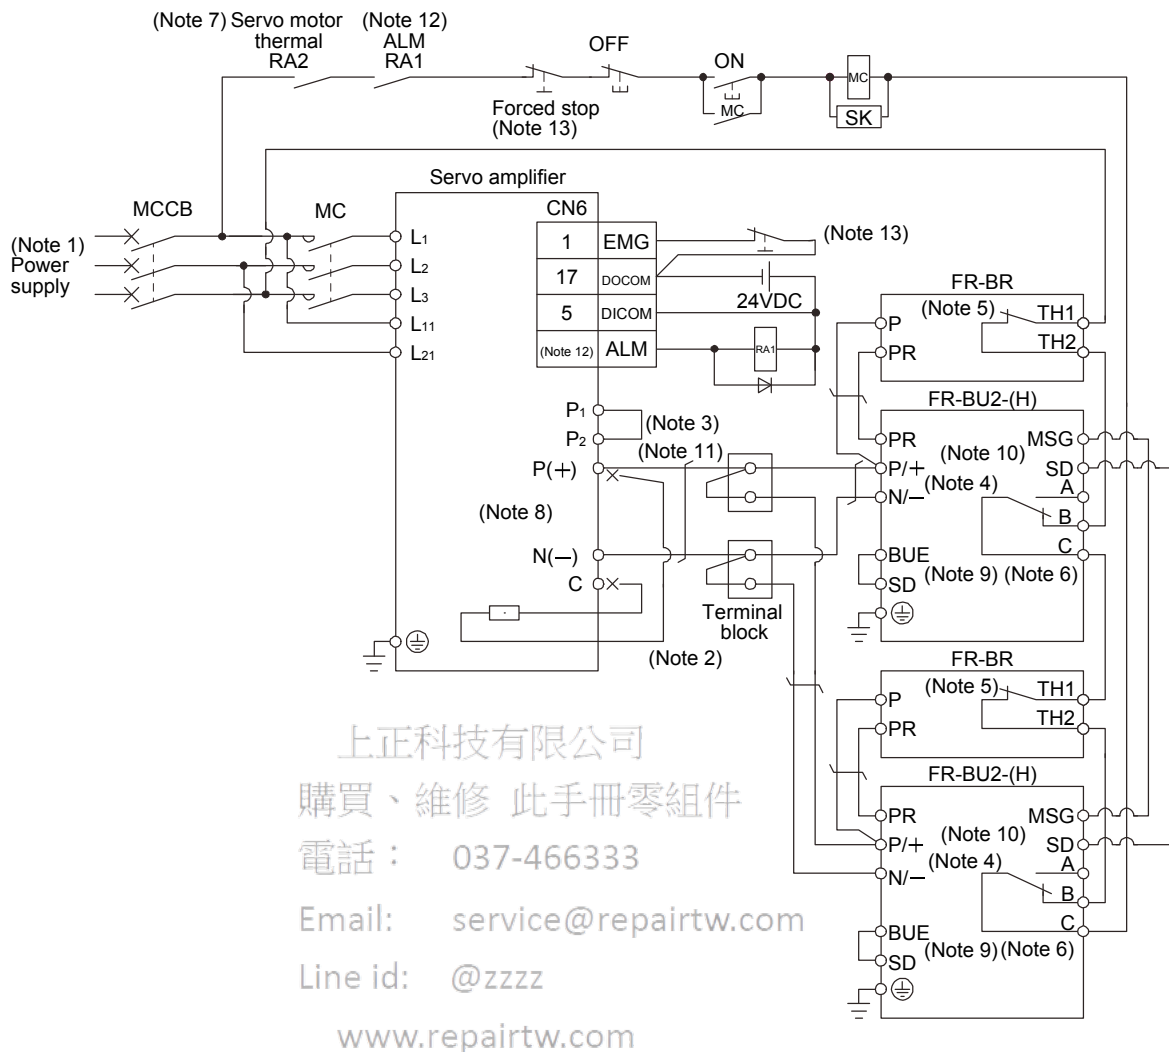 (Note 7) Servo motor thermal RA2
(Note 12) ALM RA1
OFF
ON
MC
MC
SK
Forced stop
(Note 13)
Servo amplifier
MCCB
MC
(Note 1)
Power
supply
L1
L2
L3
L11
L21
CN6
1 EMG
17 DOCOM
5 DICOM
(Note 12) ALM
(Note 13)
24VDC
RA1
P1
P2
(Note 3)
(Note 11)
P(+)
(Note 8)
N(−)
C
(Note 2)
Terminal
block
FR-BR
(Note 5)
P
PR
TH1
TH2
FR-BU2-(H)
PR
P/+
N/−
(Note 10)
(Note 4)
MSG
SD
A
B
C
BUE
SD
(Note 9) (Note 6)
FR-BR
(Note 5)
P
PR
TH1
TH2
FR-BU2-(H)
PR
P/+
N/−
(Note 10)
(Note 4)
MSG
SD
A
B
C
BUE
SD
(Note 9) (Note 6)
上正科技有限公司
購買、維修 此手冊零組件
電話： 037-466333
Email: service@repairtw.com
Line id: @zzzz
www.repairtw.com